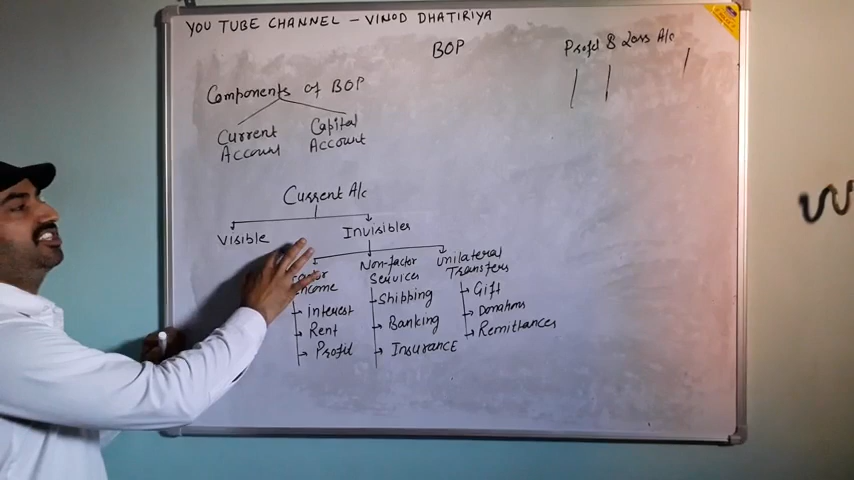 YOU TUBE CHANNEL - VINOD DHATIRIYA
BOP
Profit & Loss A/c
Components of BOP
Current Account
Capital Account
Current A/c
Visible
Invisibles
Income
→ Interest
→ Rent
→ Profit
Non-factor
Services
→ Shipping
→ Banking
→ Insurance
Unilateral
Transfers
→ Gift
→ Donations
→ Remittances